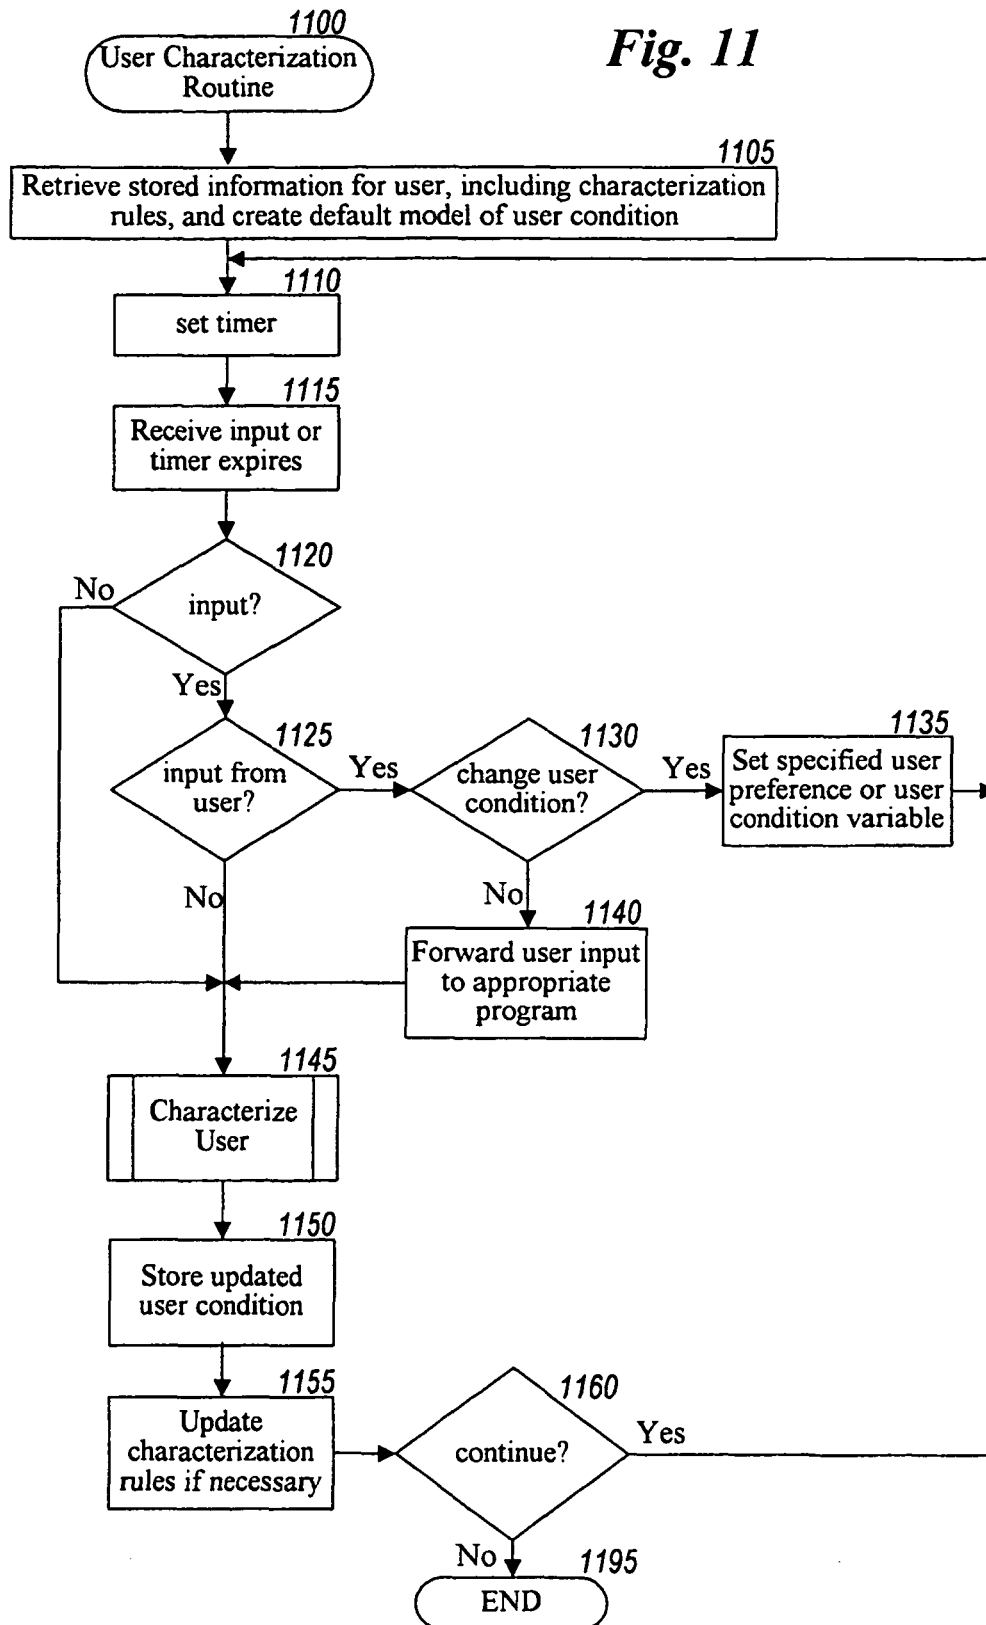 1100
Fig. 11
User Characterization
Routine
1105
Retrieve stored information for user, including characterization
rules, and create default model of user condition
1110
set timer
1115
Receive input or
timer expires
1120
No
input?
Yes
1125
input from
user?
Yes
1130
change user
condition?
Yes
1135
Set specified user
preference or user
condition variable
No
No
1140
Forward user input
to appropriate
program
1145
Characterize
User
1150
Store updated
user condition
1155
Update
characterization
rules if necessary
1160
continue?
Yes
No
1195
END